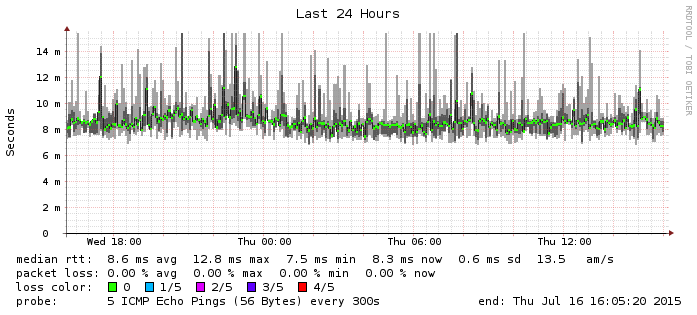 Last 24 Hours
RRDTOOL / TOBI OETIKER
Seconds
14 m
12 m
10 m
8 m
6 m
4 m
2 m
0
Wed 18:00 Thu 00:00 Thu 06:00 Thu 12:00
median rtt: 8.6 ms avg 12.8 ms max 7.5 ms min 8.3 ms now 0.6 ms sd 13.5 am/s
packet loss: 0.00 % avg 0.00 % max 0.00 % min 0.00 % now
loss color: 0 1/5 2/5 3/5 4/5
probe: 5 ICMP Echo Pings (56 Bytes) every 300s end: Thu Jul 16 16:05:20 2015